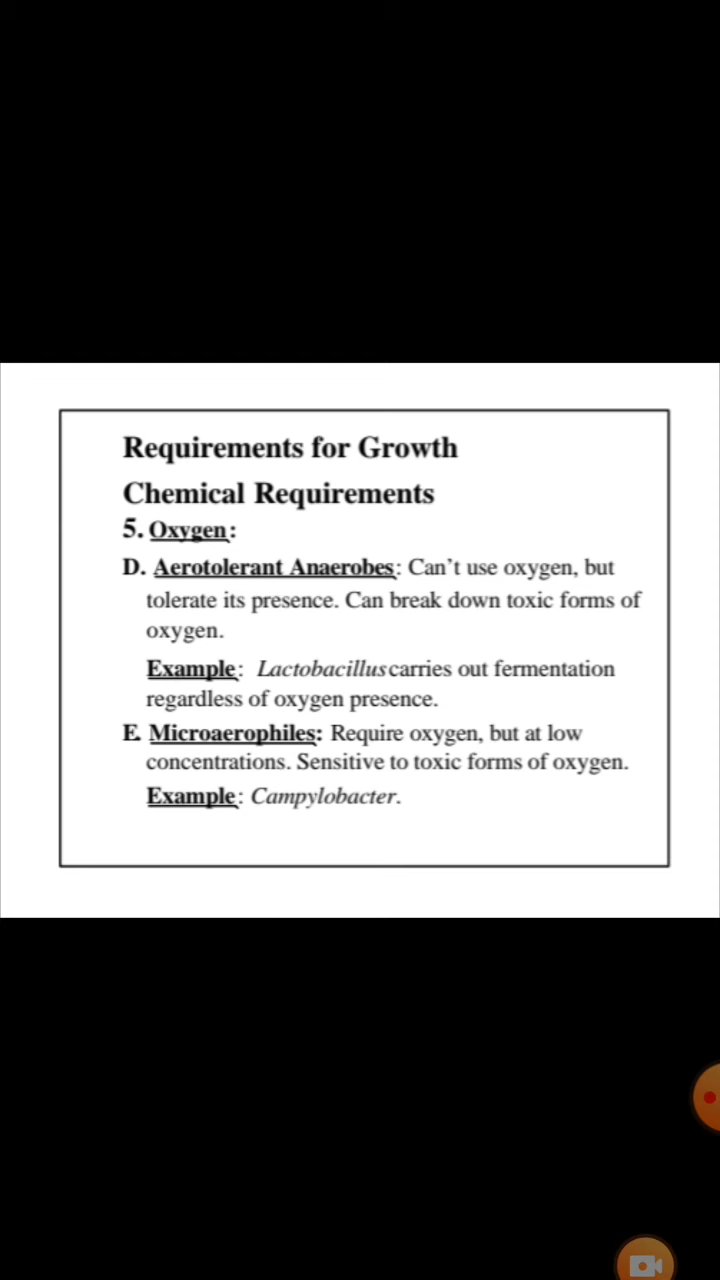 Requirements for Growth
Chemical Requirements
5. Oxygen:
D. Aerotolerant Anaerobes: Can't use oxygen, but
tolerate its presence. Can break down toxic forms of
oxygen.
Example: Lactobacillus carries out fermentation
regardless of oxygen presence.
E. Microaerophiles: Require oxygen, but at low
concentrations. Sensitive to toxic forms of oxygen.
Example: Campylobacter.